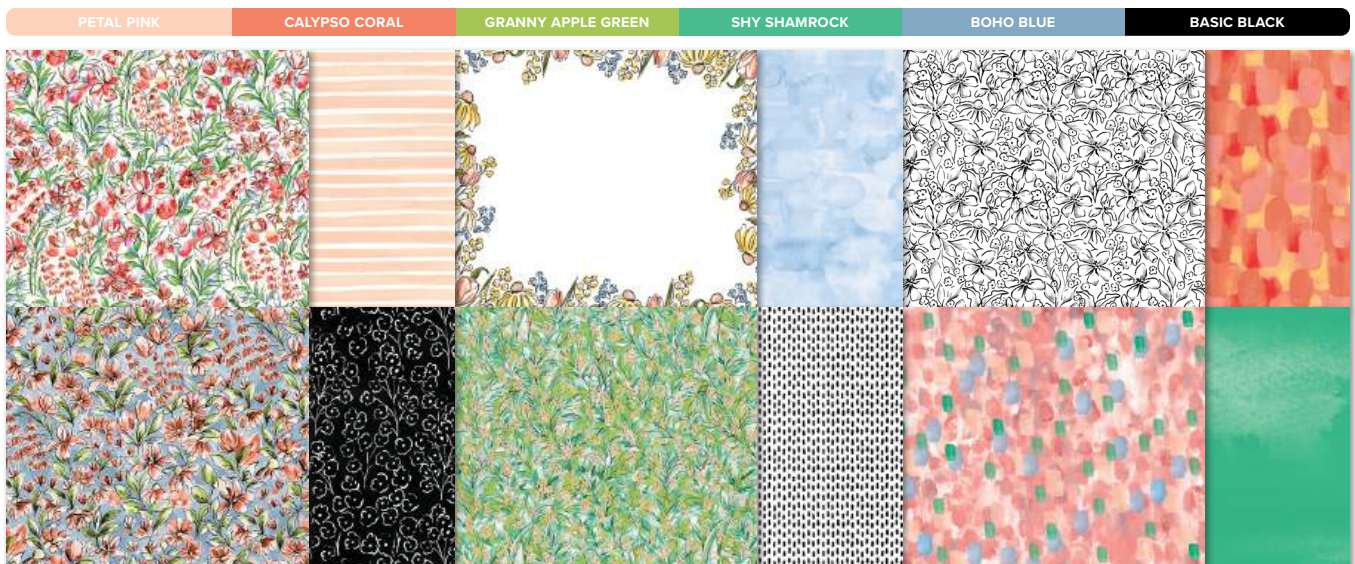 PETAL PINK
CALYPSO CORAL
GRANNY APPLE GREEN
SHY SHAMROCK
BOHO BLUE
BASIC BLACK